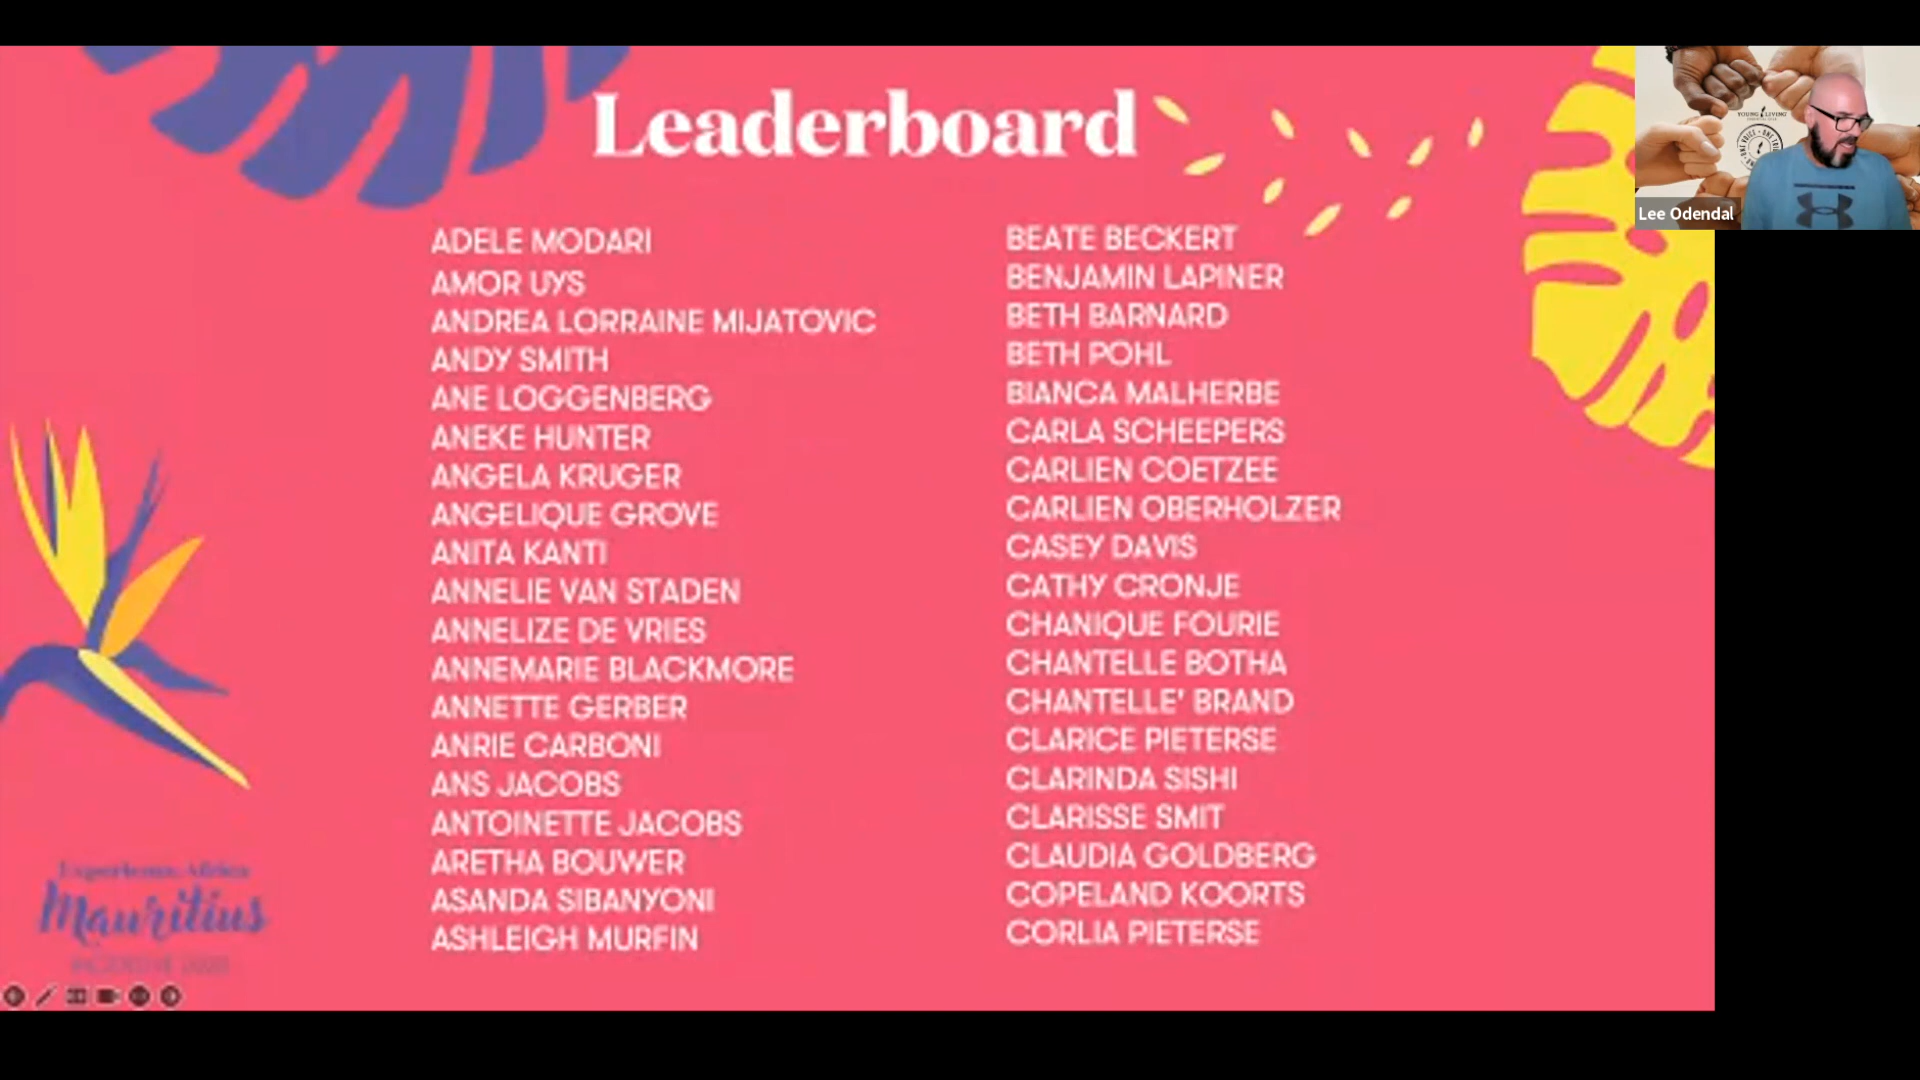 Leaderboard
YOUNG LIVING
Lee Odendal
ADELE MODARI
AMOR UYS
ANDREA LORRAINE MIJATOVIC
ANDY SMITH
ANE LOGGENBERG
ANEKE HUNTER
ANGELA KRUGER
ANGELIQUE GROVE
ANITA KANTI
ANNELIE VAN STADEN
ANNELIZE DE VRIES
ANNEMARIE BLACKMORE
ANNETTE GERBER
ANRIE CARBONI
ANS JACOBS
ANTOINETTE JACOBS
ARETHA BOUWER
ASANDA SIBANYONI
ASHLEIGH MURFIN
BEATE BECKERT
BENJAMIN LAPINER
BETH BARNARD
BETH POHL
BIANCA MALHERBE
CARLA SCHEEPERS
CARLIEN COETZEE
CARLIEN OBERHOLZER
CASEY DAVIS
CATHY CRONJE
CHANIQUE FOURIE
CHANTELLE BOTHA
CHANTELLE' BRAND
CLARICE PIETERSE
CLARINDA SISHI
CLARISSE SMIT
CLAUDIA GOLDBERG
COPELAND KOORTS
CORLIA PIETERSE
Experience Africa
Mauritius